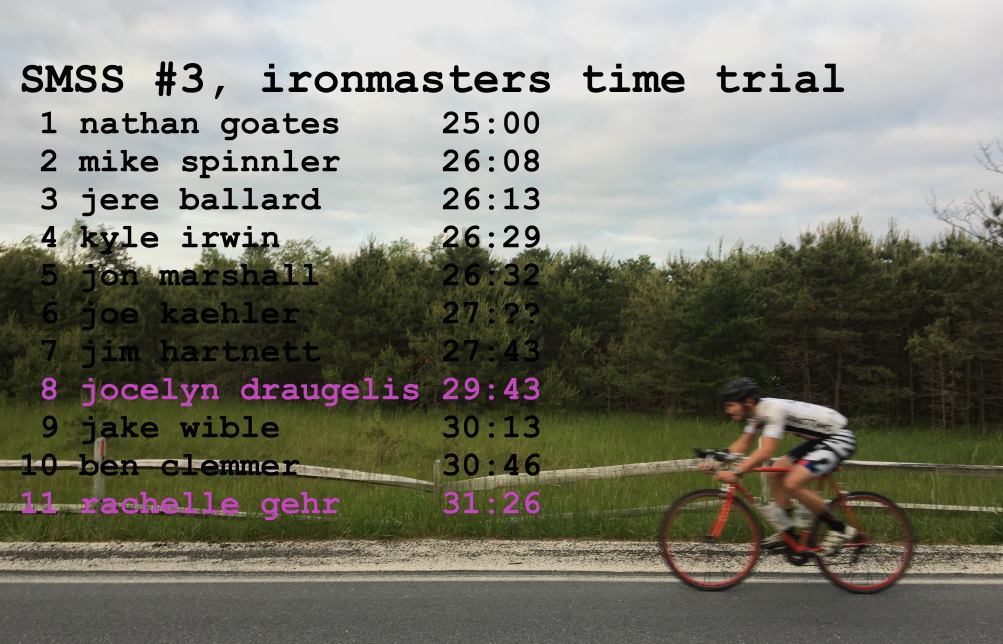 SMSS #3, ironmasters time trial
1 nathan goates 25:00
2 mike spinnler 26:08
3 jere ballard 26:13
4 kyle irwin 26:29
5 jon marshall 26:32
6 joe kaehler 27:??
7 jim hartnett 27:43
8 jocelyn draugelis 29:43
9 jake wible 30:13
10 ben clemmer 30:46
11 rachelle gehr 31:26